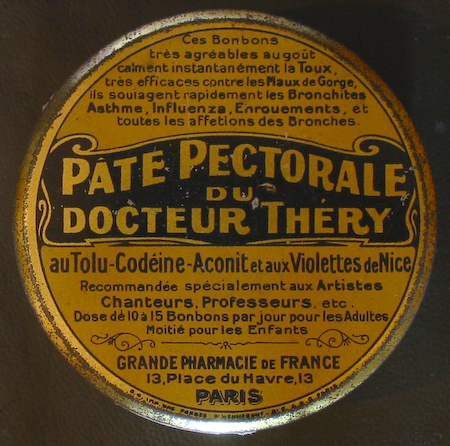 Ces Bonbons
très agréables au goût
calment instantanément la Toux,
très efficaces contre les Maux de Gorge,
ils soulagent rapidement les Bronchites
Asthme, Influenza, Enrouements, et
toutes les affetions des Bronches.
PÂTE PECTORALE
DU
DOCTEUR THÉRY
au Tolu-Codéine-Aconit et aux Violettes de Nice
Recommandée spécialement aux Artistes
Chanteurs, Professeurs, etc.
Dose de 10 à 15 Bonbons par jour pour les Adultes
Moitié pour les Enfants
GRANDE PHARMACIE DE FRANCE
13, Place du Havre, 13
PARIS